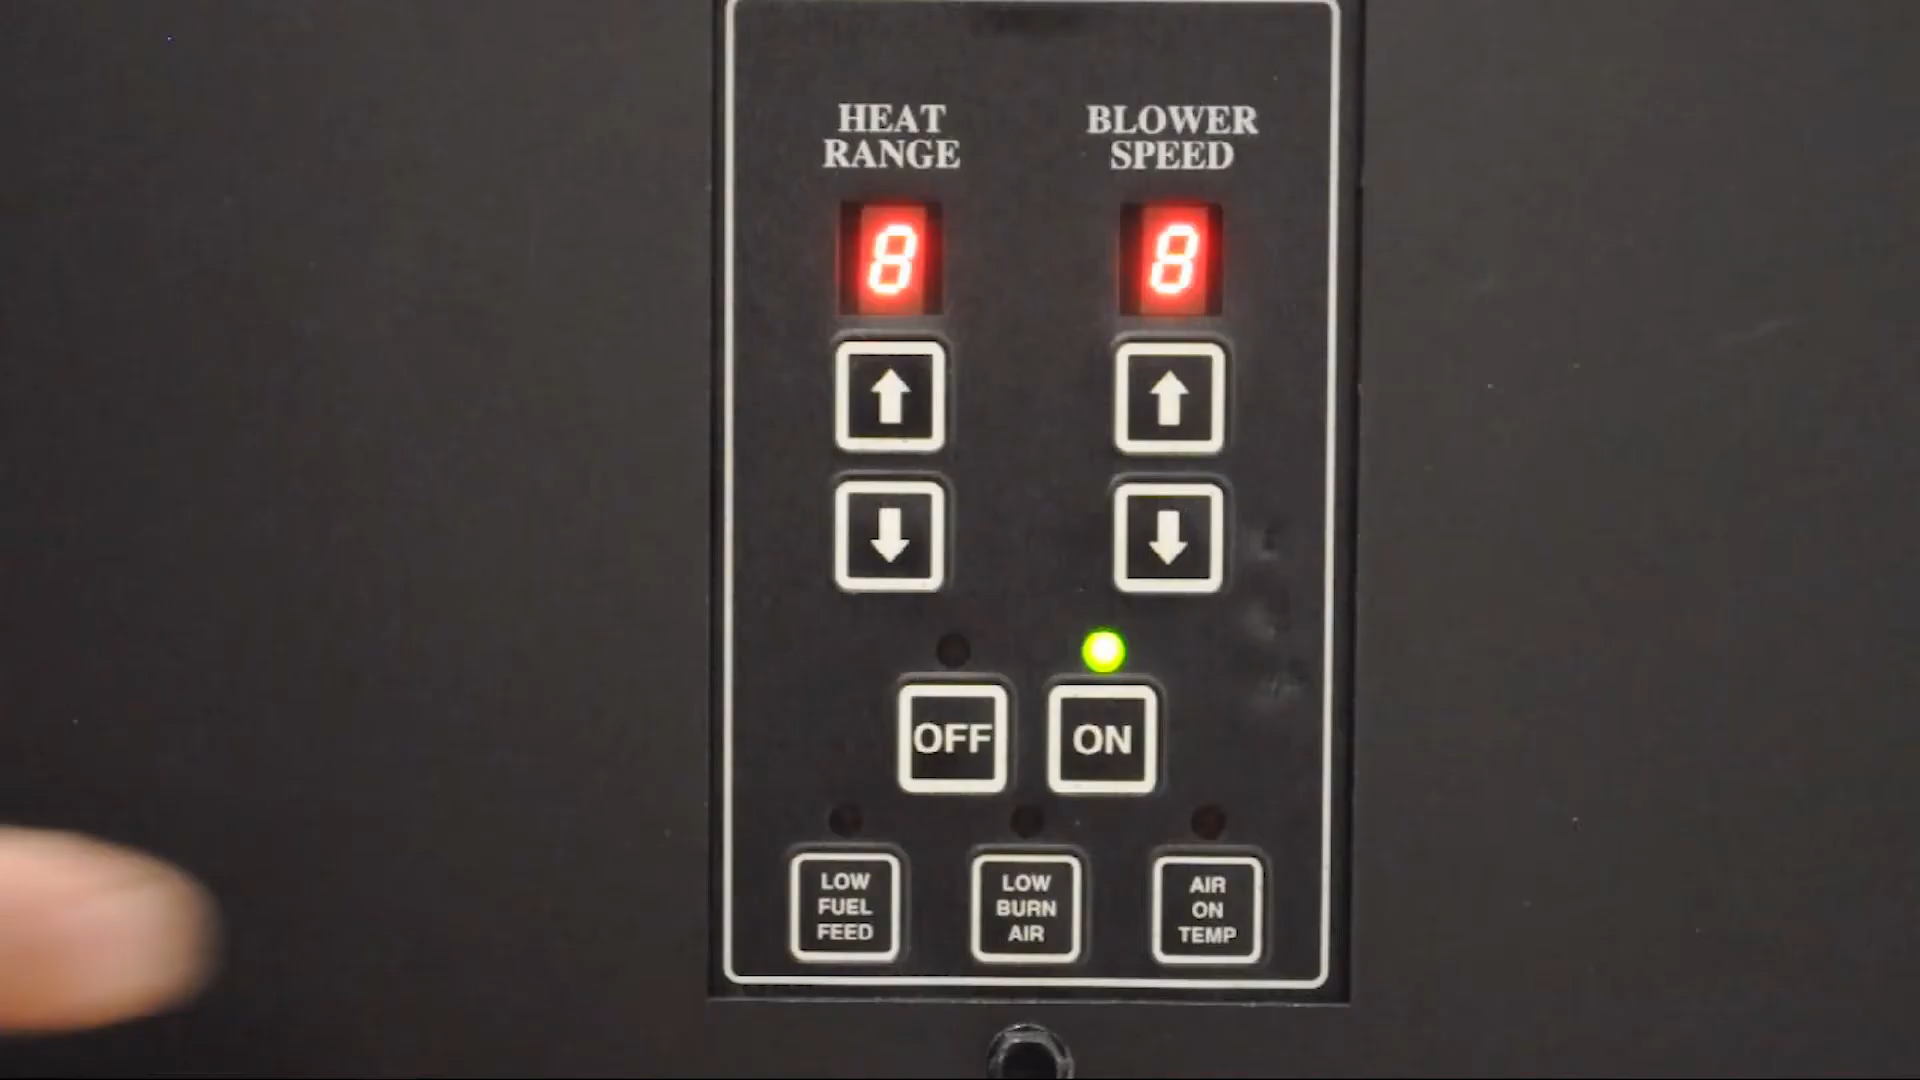 HEAT
RANGE
BLOWER
SPEED
8
8
OFF
ON
LOW
FUEL
FEED
LOW
BURN
AIR
AIR
ON
TEMP